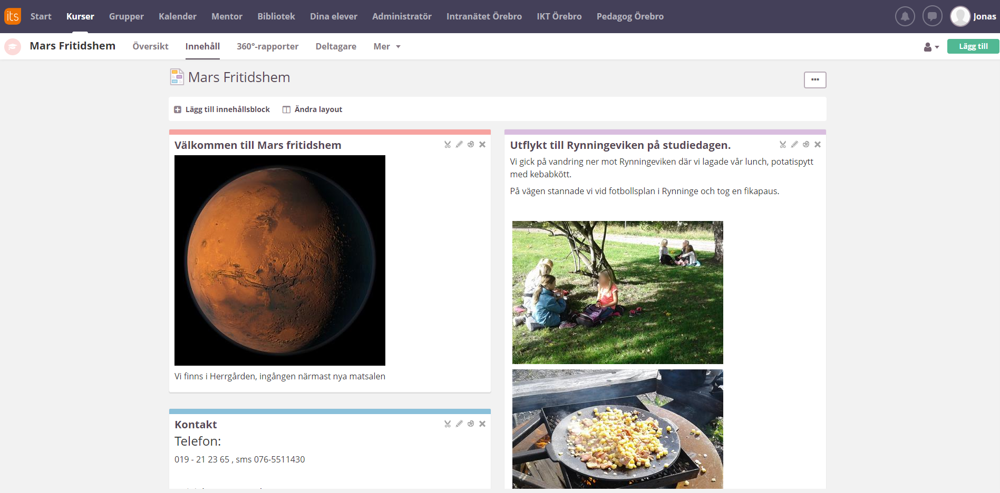 its Start Kurser Grupper Kalender Mentor Bibliotek Dina elever Administratör Intranätet Örebro IKT Örebro Pedagog Örebro Jonas
Mars Fritidshem Översikt Innehåll 360°-rapporter Deltagare Mer Lägg till
Mars Fritidshem
Lägg till innehållsblock Ändra layout
Välkommen till Mars fritidshem
Vi finns i Herrgården, ingången närmast nya matsalen
Kontakt
Telefon:
019 - 21 23 65 , sms 076-5511430
Utflykt till Rynningeviken på studiedagen.
Vi gick på vandring ner mot Rynningeviken där vi lagade vår lunch, potatispytt
med kebabkött.
På vägen stannade vi vid fotbollsplan i Rynninge och tog en fikapaus.